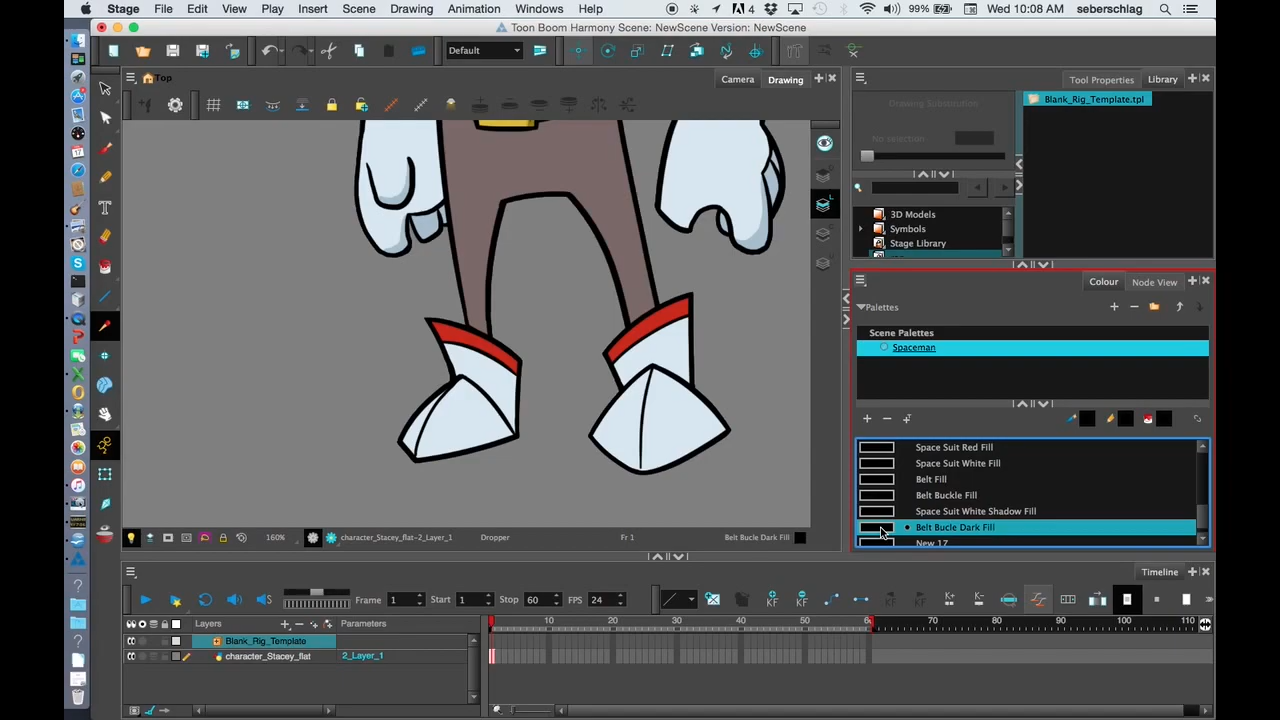 Stage File Edit View Play Insert Scene Drawing Animation Windows Help 4 99% Wed 10:08 AM seberschlag
Toon Boom Harmony Scene: NewScene Version: NewScene
Default
Top Camera Drawing Tool Properties Library
Drawing Substitution
Blank_Rig_Template.tpl
No selection
3D Models
Symbols
Stage Library
Colour Node View
Palettes
Scene Palettes
Spaceman
Space Suit Red Fill
Space Suit White Fill
Belt Fill
Belt Buckle Fill
Space Suit White Shadow Fill
Belt Bucle Dark Fill
New 17
160% character_Stacey_flat-2_Layer_1 Dropper Fr 1 Belt Bucle Dark Fill
Timeline
Frame 1 Start 1 Stop 60 FPS 24
Layers Parameters 10 20 30 40 50 60 70 80 90 100 110
Blank_Rig_Template
character_Stacey_flat 2_Layer_1